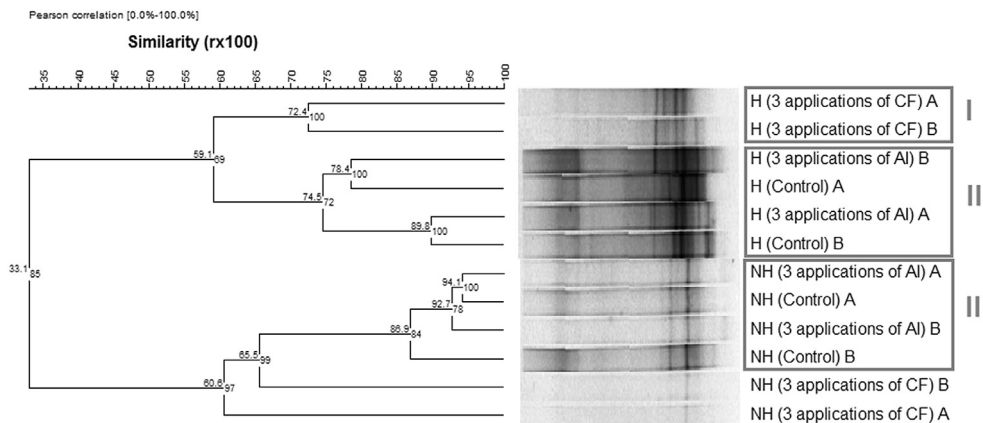 Pearson correlation [0.0%-100.0%]
Similarity (rx100)
35 40 45 50 55 60 65 70 75 80 85 90 95 100
72.4 100
59.1 69
78.4 100
74.5 72
89.8 100
33.1 85
94.1 100
92.7 78
86.9 84
65.5 99
60.6 97
H (3 applications of CF) A
H (3 applications of CF) B
I
H (3 applications of AI) B
H (Control) A
H (3 applications of AI) A
H (Control) B
II
NH (3 applications of AI) A
NH (Control) A
NH (3 applications of AI) B
NH (Control) B
II
NH (3 applications of CF) B
NH (3 applications of CF) A